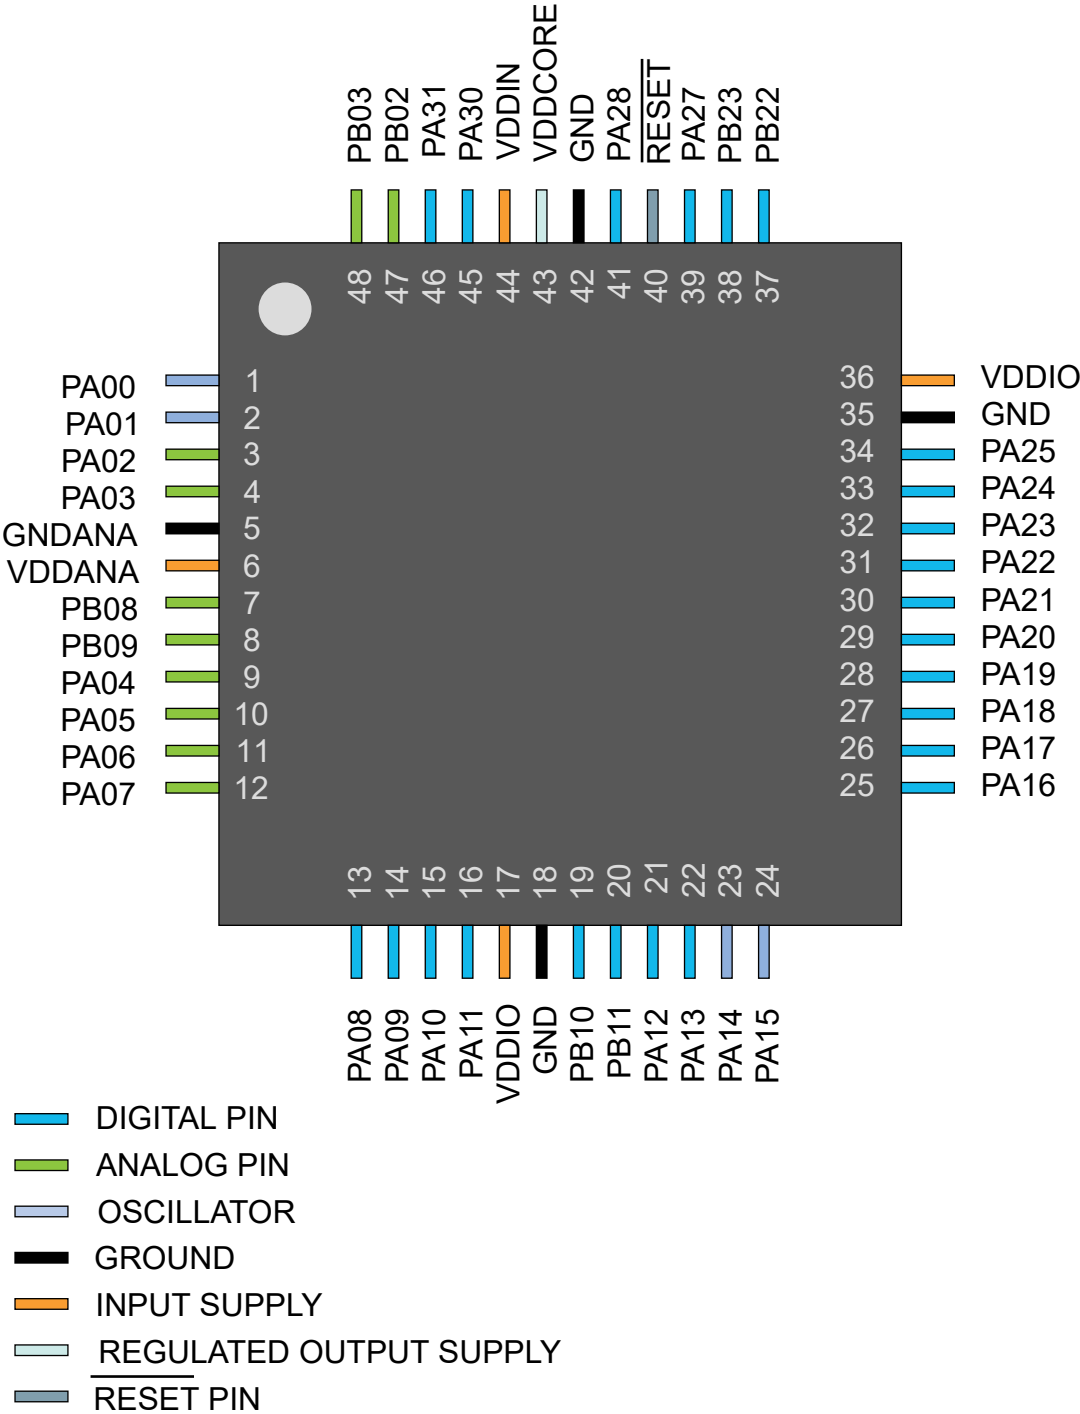 PB03
PB02
PA31
PA30
VDDIN
VDDCORE
GND
PA28
RESET
PA27
PB23
PB22
48
47
46
45
44
43
42
41
40
39
38
37
PA00 1
PA01 2
PA02 3
PA03 4
GNDANA 5
VDDANA 6
PB08 7
PB09 8
PA04 9
PA05 10
PA06 11
PA07 12
36 VDDIO
35 GND
34 PA25
33 PA24
32 PA23
31 PA22
30 PA21
29 PA20
28 PA19
27 PA18
26 PA17
25 PA16
13
14
15
16
17
18
19
20
21
22
23
24
PA08
PA09
PA10
PA11
VDDIO
GND
PB10
PB11
PA12
PA13
PA14
PA15
DIGITAL PIN
ANALOG PIN
OSCILLATOR
GROUND
INPUT SUPPLY
REGULATED OUTPUT SUPPLY
RESET PIN